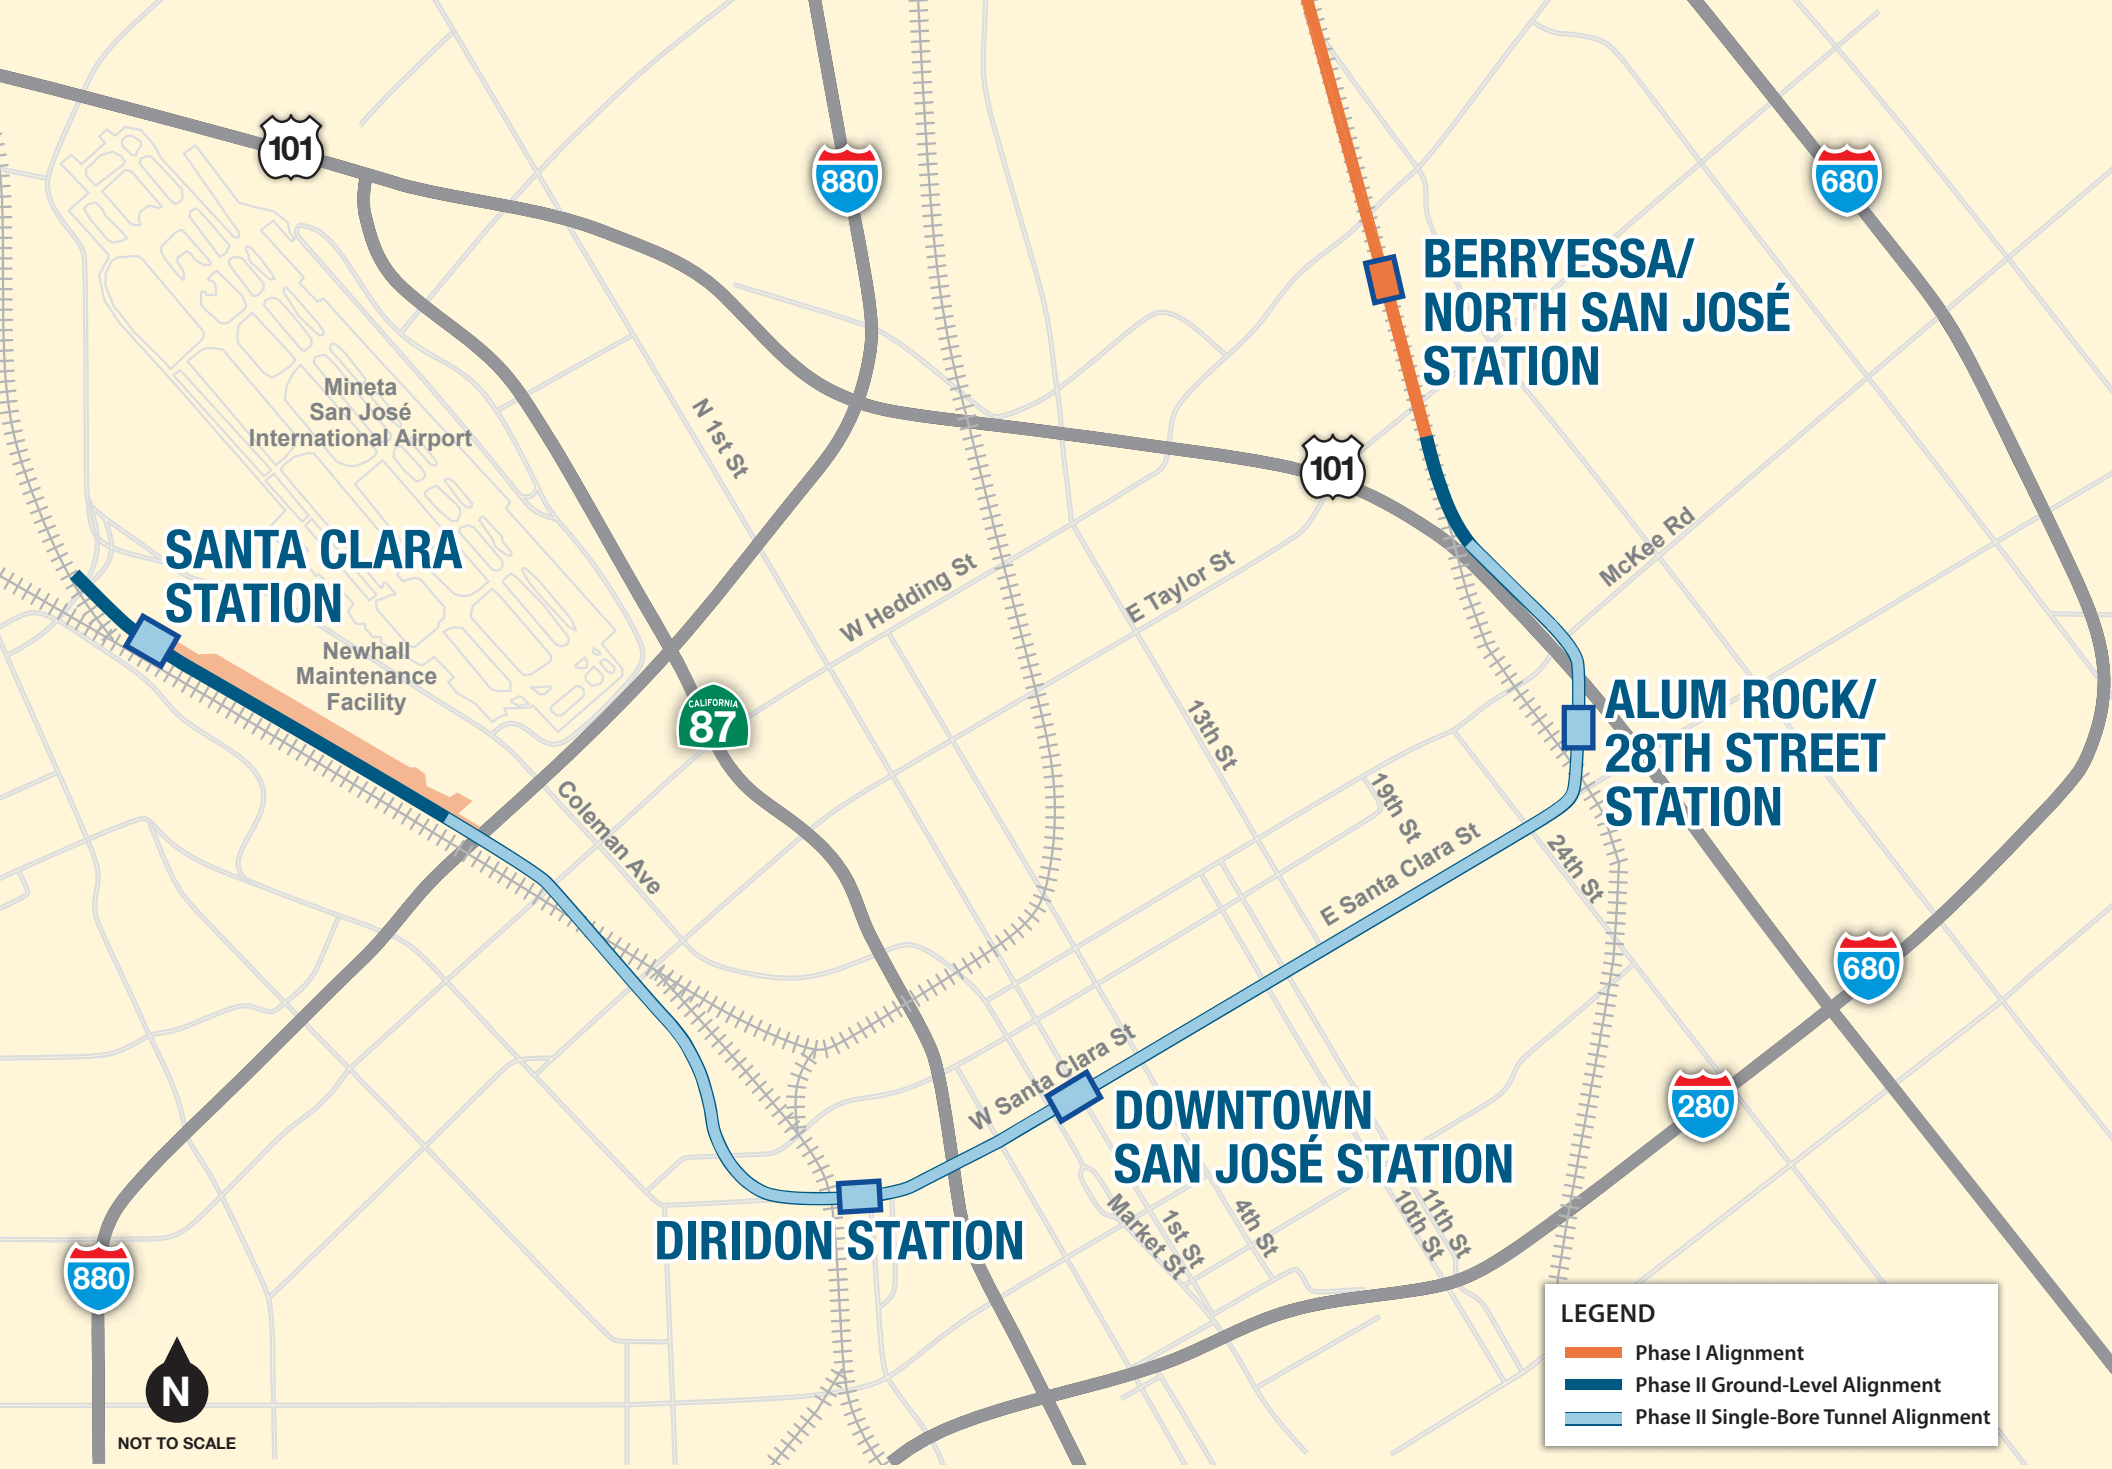 101
880
680
BERRYESSA/
NORTH SAN JOSÉ
STATION
Mineta
San José
International Airport
N 1st St
101
SANTA CLARA
STATION
W Hedding St
E Taylor St
McKee Rd
Newhall
Maintenance
Facility
CALIFORNIA
87
13th St
ALUM ROCK/
28TH STREET
STATION
Coleman Ave
19th St
E Santa Clara St
24th St
680
W Santa Clara St
280
DOWNTOWN
SAN JOSÉ STATION
DIRIDON STATION
Market St
1st St
4th St
10th St
11th St
880
N
NOT TO SCALE
LEGEND
Phase I Alignment
Phase II Ground-Level Alignment
Phase II Single-Bore Tunnel Alignment